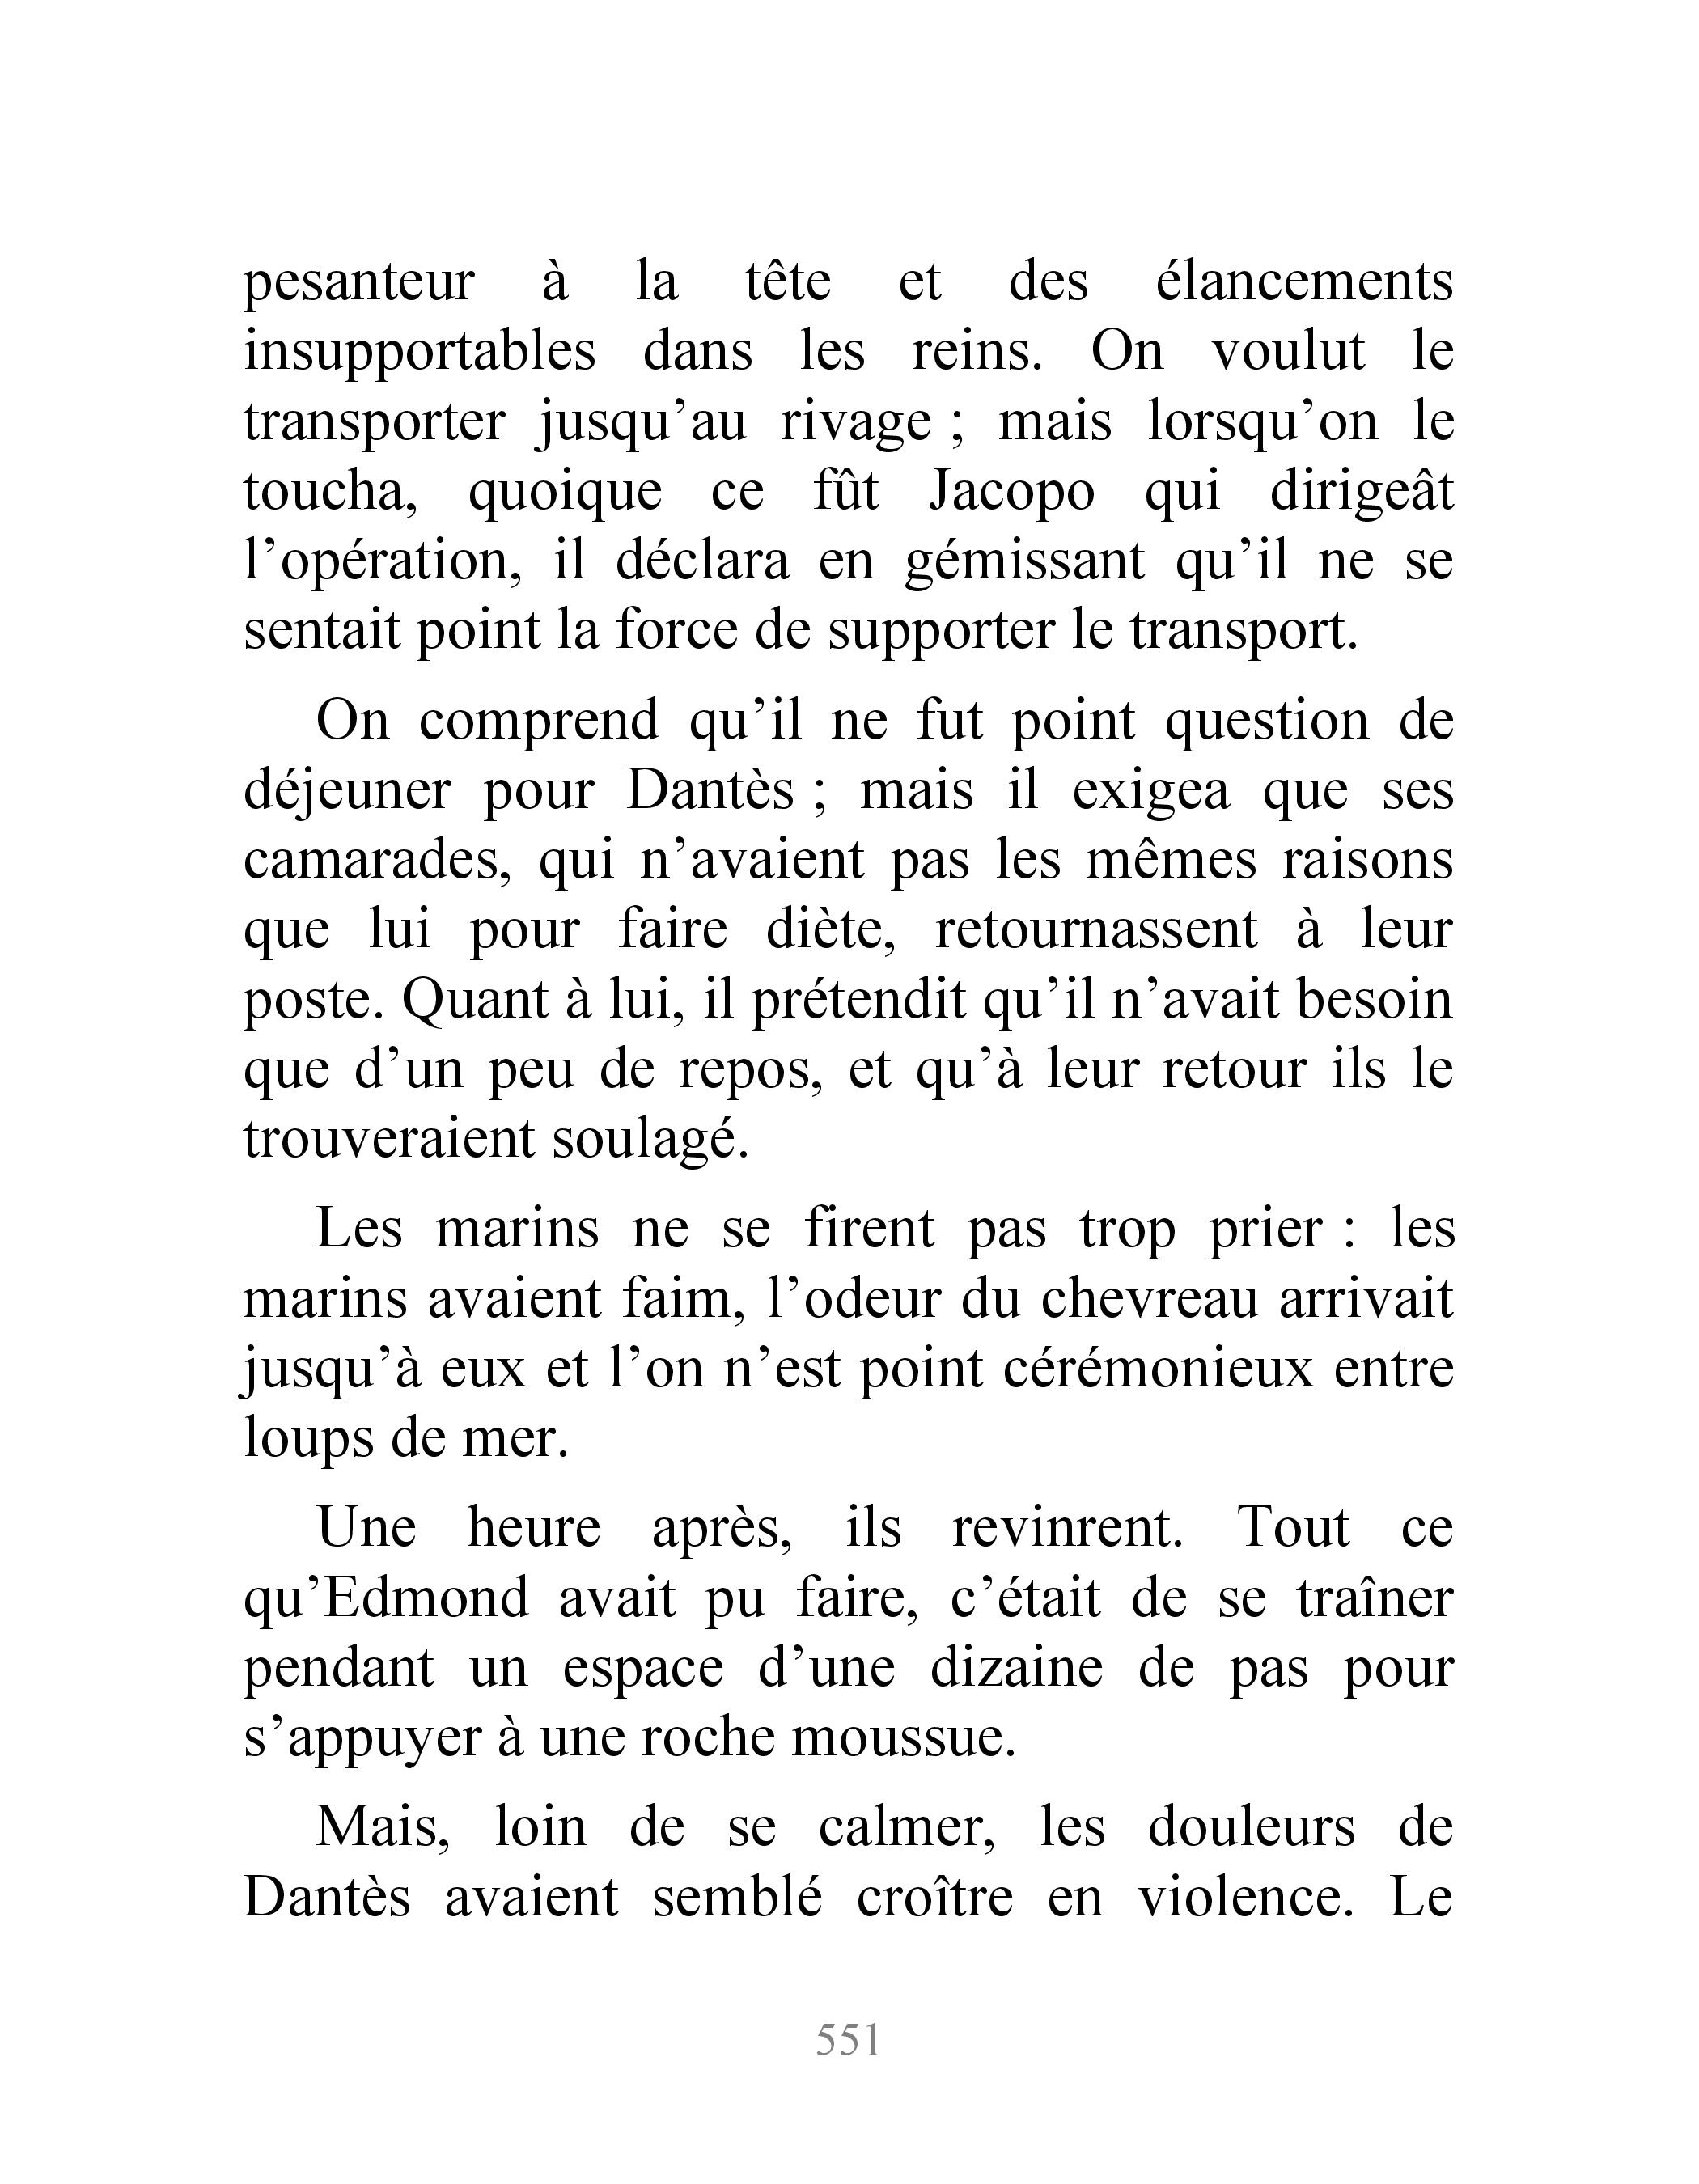 pesanteur à la tête et des élancements
insupportables dans les reins. On voulut le
transporter jusqu’au rivage ; mais lorsqu’on le
toucha, quoique ce fût Jacopo qui dirigeât
l’opération, il déclara en gémissant qu’il ne se
sentait point la force de supporter le transport.
On comprend qu’il ne fut point question de
déjeuner pour Dantès ; mais il exigea que ses
camarades, qui n’avaient pas les mêmes raisons
que lui pour faire diète, retournassent à leur
poste. Quant à lui, il prétendit qu’il n’avait besoin
que d’un peu de repos, et qu’à leur retour ils le
trouveraient soulagé.
Les marins ne se firent pas trop prier : les
marins avaient faim, l’odeur du chevreau arrivait
jusqu’à eux et l’on n’est point cérémonieux entre
loups de mer.
Une heure après, ils revinrent. Tout ce
qu’Edmond avait pu faire, c’était de se traîner
pendant un espace d’une dizaine de pas pour
s’appuyer à une roche moussue.
Mais, loin de se calmer, les douleurs de
Dantès avaient semblé croître en violence. Le
551